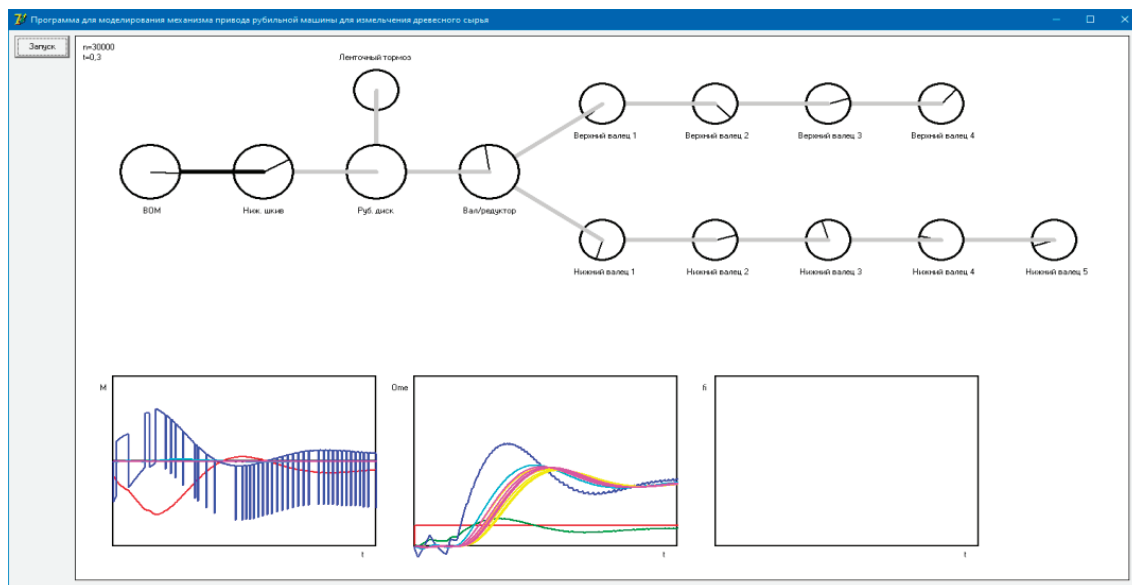 Программа для моделирования механизма привода рубильной машины для измельчения древесного сырья
Запуск
n=30000
t=0,3
Ленточный тормоз
Верхний валец 1
Верхний валец 2
Верхний валец 3
Верхний валец 4
ВОМ
Ниж. шкив
Руб. диск
Вал/редуктор
Нижний валец 1
Нижний валец 2
Нижний валец 3
Нижний валец 4
Нижний валец 5
M
Ome
fi
t
t
t